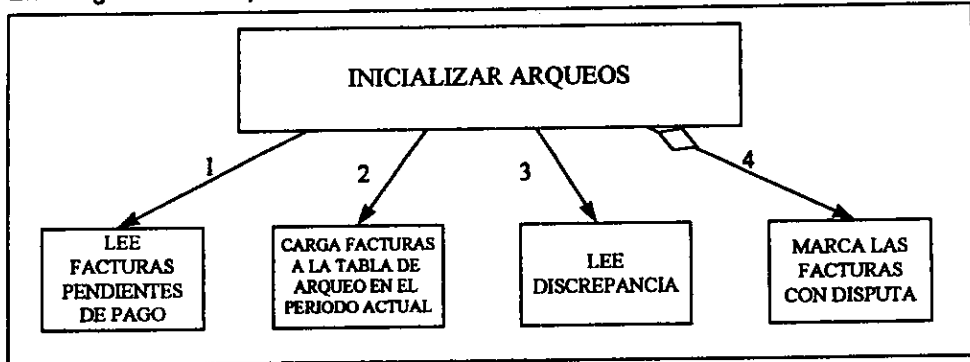 INICIALIZAR ARQUEOS
1
2
3
4
LEE
FACTURAS
PENDIENTES
DE PAGO
CARGA FACTURAS
A LA TABLA DE
ARQUEO EN EL
PERIODO ACTUAL
LEE
DISCREPANCIA
MARCA LAS
FACTURAS
CON DISPUTA